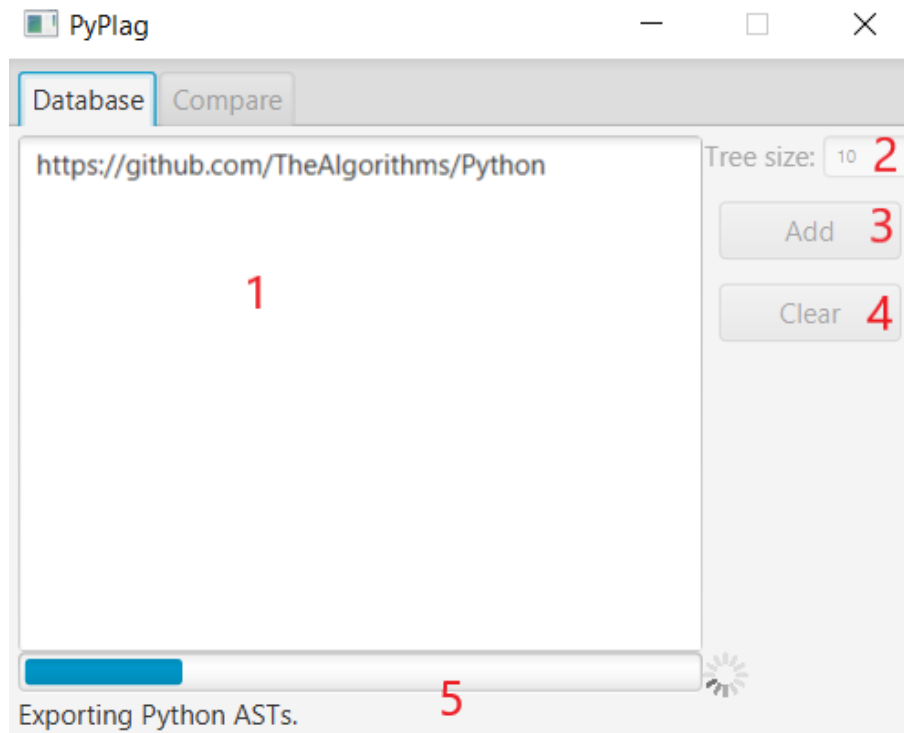 PyPlag
Database Compare
https://github.com/TheAlgorithms/Python
Tree size: 10 2
Add 3
1
Clear 4
5
Exporting Python ASTs.